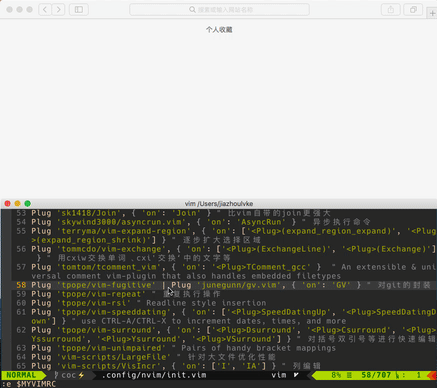 搜索或输入网站名称
个人收藏
vim /Users/jiazhoulvke
53 Plug 'sk1418/Join', { 'on': 'Join' } " 比vim自带的join更强大
54 Plug 'skywind3000/asyncrun.vim', { 'on': 'AsyncRun' } " 异步执行命令
55 Plug 'terryma/vim-expand-region', { 'on': ['<Plug>(expand_region_expand)', '<Plug
>(expand_region_shrink)'] } " 逐步扩大选择区域
56 Plug 'tommcdo/vim-exchange', { 'on': ['<Plug>(ExchangeLine)', '<Plug>(Exchange)']
} " 用cxiw交换单词，cxi'交换'中的文字等
57 Plug 'tomtom/tcomment_vim', { 'on': '<Plug>TComment_gcc' } " An extensible & uni
versal comment vim-plugin that also handles embedded filetypes
58 Plug 'tpope/vim-fugitive' | Plug 'junegunn/gv.vim', { 'on': 'GV' } " 对git的封装
59 Plug 'tpope/vim-repeat' " 重复执行操作
60 Plug 'tpope/vim-rsi' " Readline style insertion
61 Plug 'tpope/vim-speeddating', { 'on': ['<Plug>SpeedDatingUp', '<Plug>SpeedDatingD
own'] } " use CTRL-A/CTRL-X to increment dates, times, and more
62 Plug 'tpope/vim-surround', { 'on': ['<Plug>Dsurround', '<Plug>Csurround', '<Plug>
Yssurround', '<Plug>Ysurround', '<Plug>VSurround'] } " 对括号双引号等进行快速编辑
63 Plug 'tpope/vim-unimpaired' " Pairs of handy bracket mappings
64 Plug 'vim-scripts/LargeFile' " 针对大文件优化性能
65 Plug 'vim-scripts/VisIncr', { 'on': ['I', 'IA'] } " 列编辑
NORMAL coc⚡ .config/nvim/init.vim vim 8% 58/707 : 1
:e $MYVIMRC